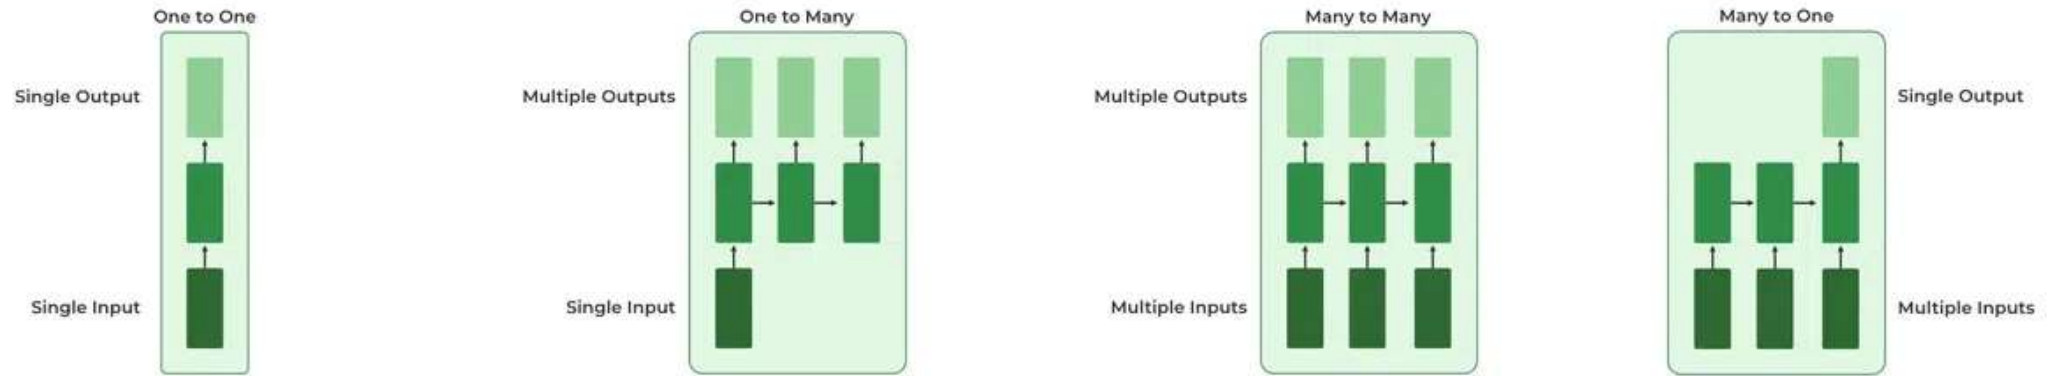 One to One
Single Output
Single Input
One to Many
Multiple Outputs
Single Input
Many to Many
Multiple Outputs
Multiple Inputs
Many to One
Single Output
Multiple Inputs